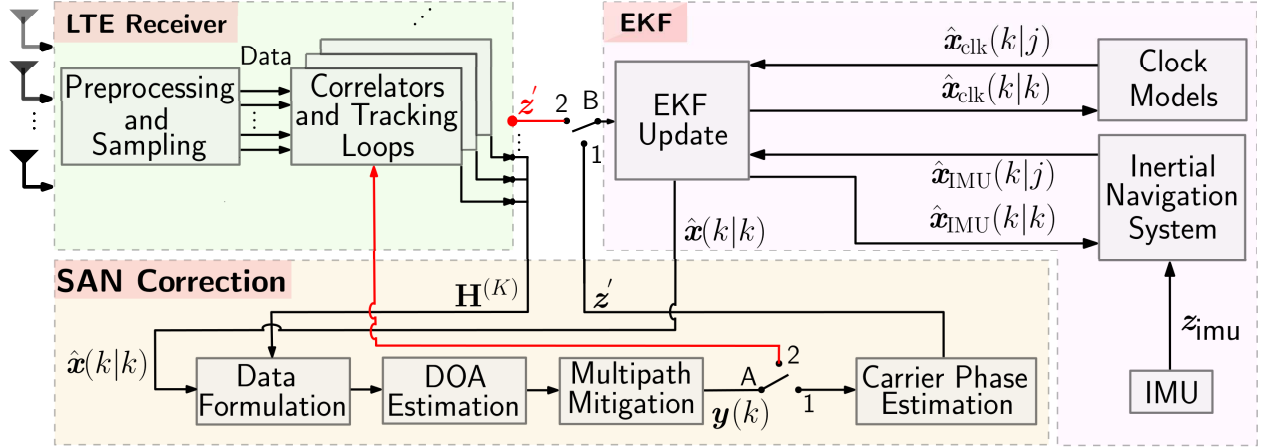 LTE Receiver
Data
Preprocessing
and
Sampling
Correlators
and Tracking
Loops
z′
2
B
1
EKF
EKF
Update
x̂clk(k|j)
x̂clk(k|k)
Clock
Models
x̂IMU(k|j)
x̂IMU(k|k)
Inertial
Navigation
System
x̂(k|k)
zimu
IMU
SAN Correction
H(K)
z′
x̂(k|k)
Data
Formulation
DOA
Estimation
Multipath
Mitigation
A
y(k)
2
1
Carrier Phase
Estimation